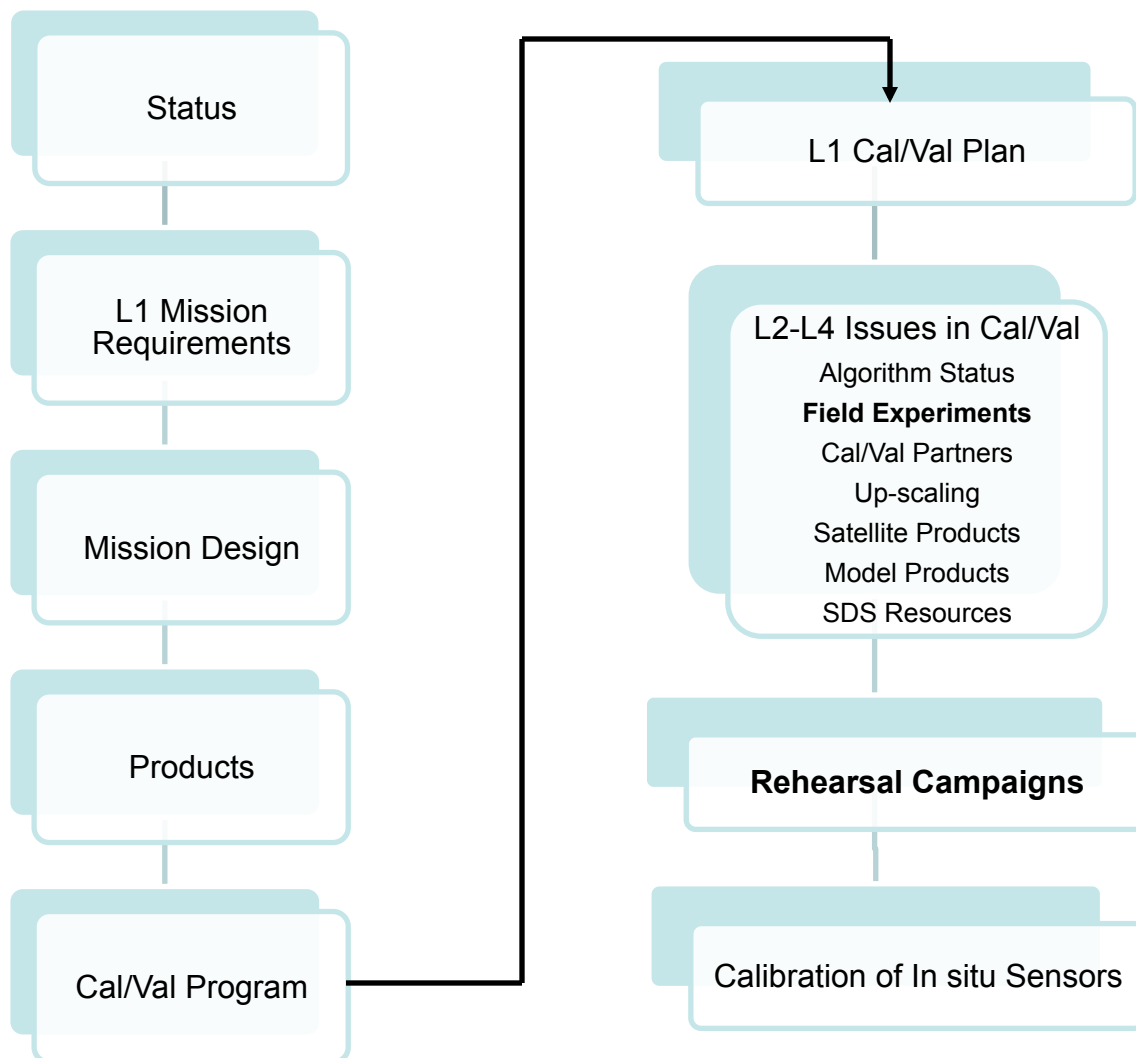 Status
L1 Mission
Requirements
Mission Design
Products
Cal/Val Program
L1 Cal/Val Plan
L2-L4 Issues in Cal/Val
Algorithm Status
Field Experiments
Cal/Val Partners
Up-scaling
Satellite Products
Model Products
SDS Resources
Rehearsal Campaigns
Calibration of In situ Sensors